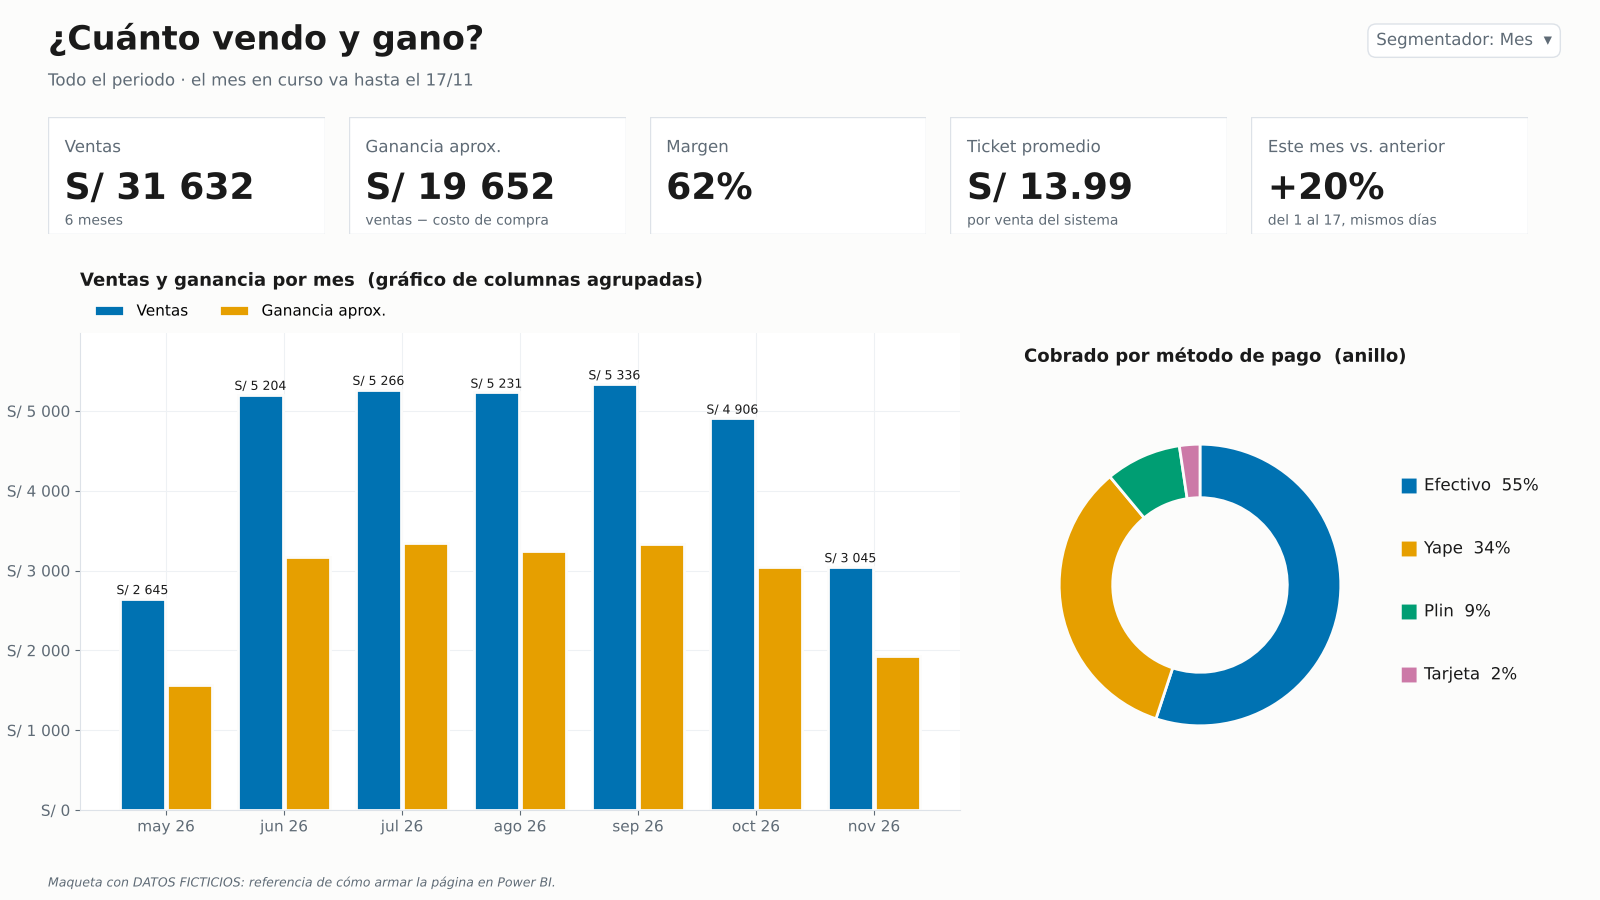 ¿Cuánto vendo y gano?
Segmentador: Mes ▾
Todo el periodo · el mes en curso va hasta el 17/11
Ventas
S/ 31 632
6 meses
Ganancia aprox.
S/ 19 652
ventas − costo de compra
Margen
62%
Ticket promedio
S/ 13.99
por venta del sistema
Este mes vs. anterior
+20%
del 1 al 17, mismos días
Ventas y ganancia por mes  (gráfico de columnas agrupadas)
Ventas
Ganancia aprox.
S/ 5 000
S/ 4 000
S/ 3 000
S/ 2 000
S/ 1 000
S/ 0
S/ 2 645
S/ 5 204
S/ 5 266
S/ 5 231
S/ 5 336
S/ 4 906
S/ 3 045
may 26
jun 26
jul 26
ago 26
sep 26
oct 26
nov 26
Cobrado por método de pago  (anillo)
Efectivo  55%
Yape  34%
Plin  9%
Tarjeta  2%
Maqueta con DATOS FICTICIOS: referencia de cómo armar la página en Power BI.